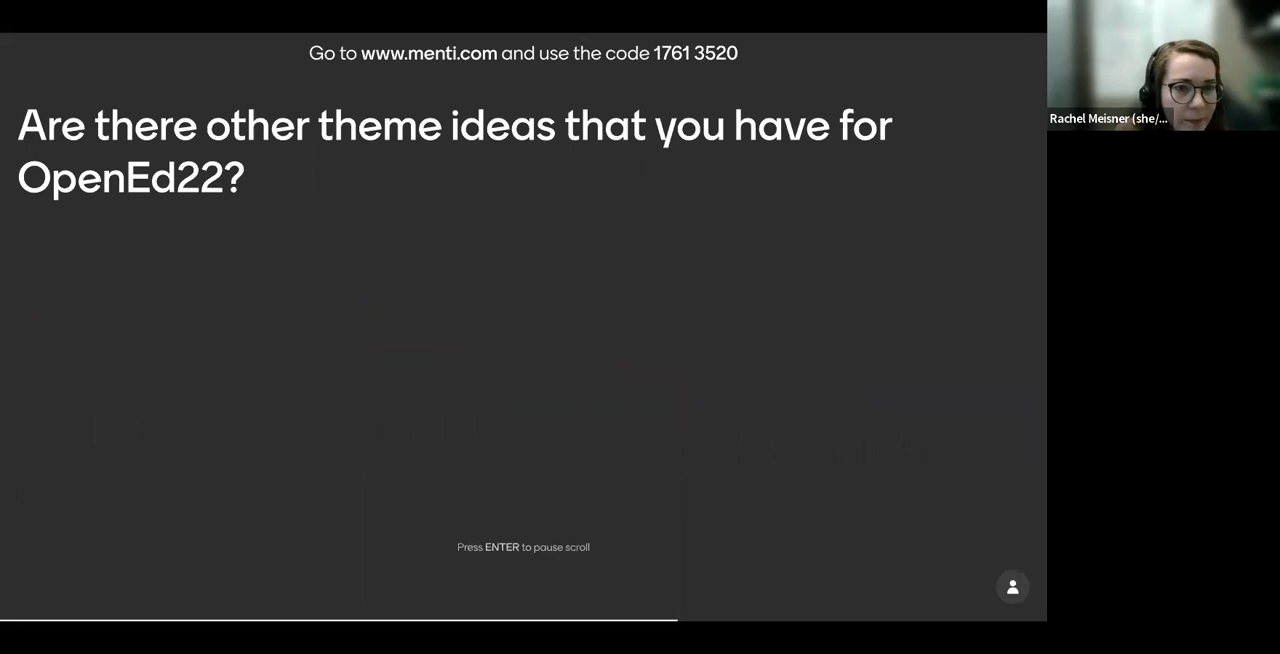 Go to www.menti.com and use the code 1761 3520
Are there other theme ideas that you have for
OpenEd22?
Rachel Meisner (she/...
Press ENTER to pause scroll